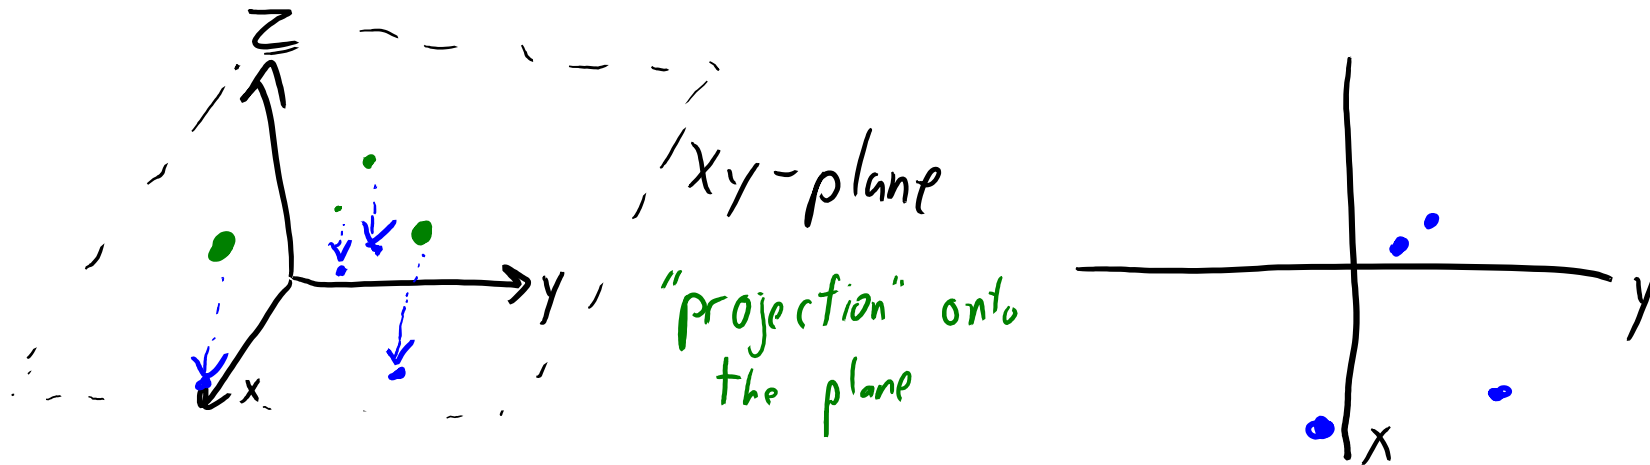 Z
xy-plane
y
"projection" onto
the plane
x
y
x